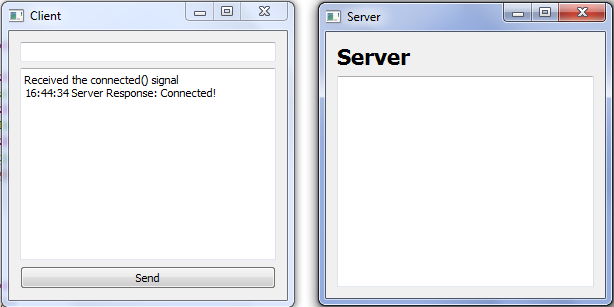 Client
Received the connected() signal
16:44:34 Server Response: Connected!
Send
Server
Server